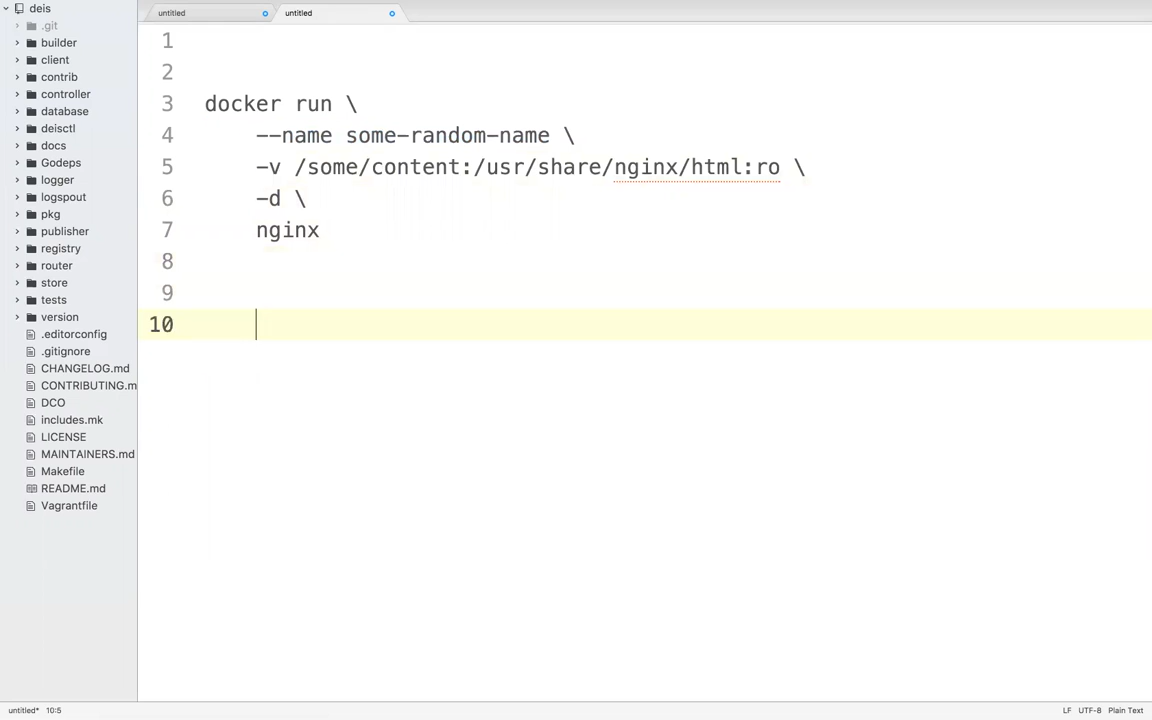 deis
untitled
untitled
.git
builder
client
contrib
controller
database
deisctl
docs
Godeps
logger
logspout
pkg
publisher
registry
router
store
tests
version
.editorconfig
.gitignore
CHANGELOG.md
CONTRIBUTING.m
DCO
includes.mk
LICENSE
MAINTAINERS.md
Makefile
README.md
Vagrantfile
1
2
3 docker run \
4 --name some-random-name \
5 -v /some/content:/usr/share/nginx/html:ro \
6 -d \
7 nginx
8
9
10
untitled* 10:5
LF UTF-8 Plain Text